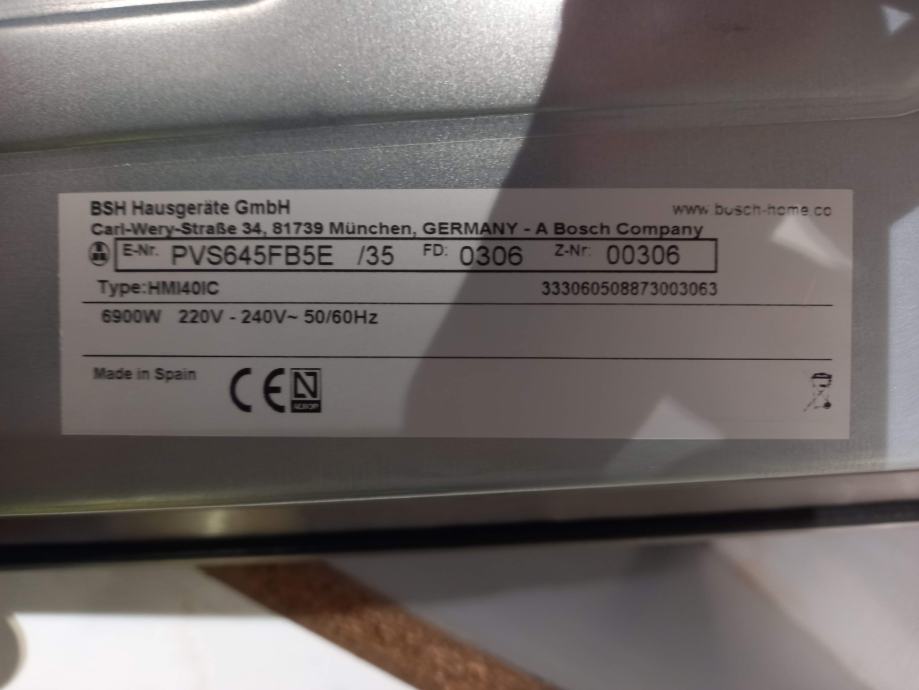 BSH Hausgeräte GmbH
www.bosch-home.co
Carl-Wery-Straße 34, 81739 München, GERMANY - A Bosch Company
E-Nr. PVS645FB5E /35 FD: 0306 Z-Nr: 00306
Type:HMI40IC
333060508873003063
6900W 220V - 240V~ 50/60Hz
Made in Spain
CE N